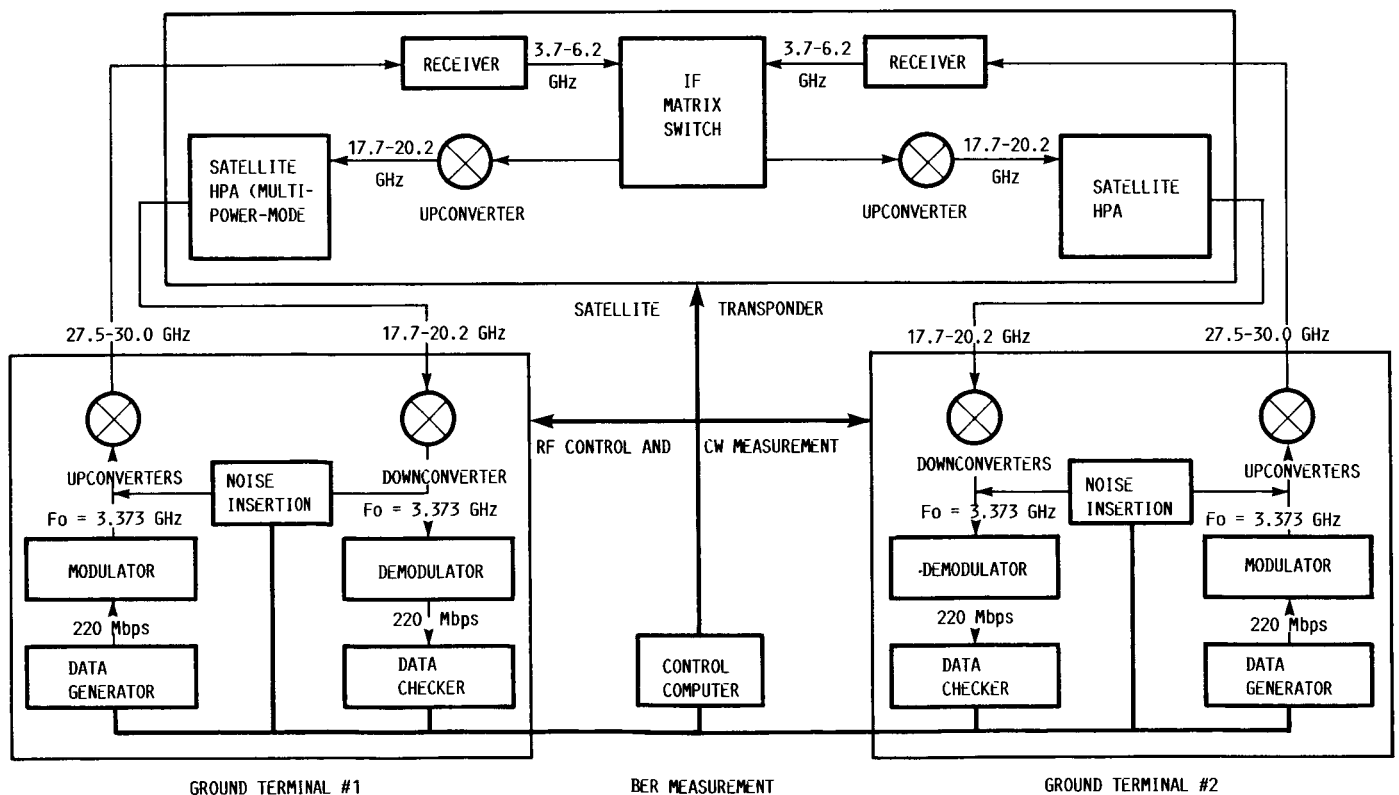 RECEIVER
3.7-6.2
GHz
IF
MATRIX
SWITCH
3.7-6.2
GHz
RECEIVER
SATELLITE
HPA (MULTI-
POWER-MODE
17.7-20.2
GHz
UPCONVERTER
UPCONVERTER
17.7-20.2
GHz
SATELLITE
HPA
SATELLITE TRANSPONDER
27.5-30.0 GHz
17.7-20.2 GHz
17.7-20.2 GHz
27.5-30.0 GHz
RF CONTROL AND CW MEASUREMENT
UPCONVERTERS
NOISE
INSERTION
DOWNCONVERTER
Fo = 3.373 GHz
Fo = 3.373 GHz
MODULATOR
DEMODULATOR
220 Mbps
220 Mbps
DATA
GENERATOR
DATA
CHECKER
CONTROL
COMPUTER
DOWNCONVERTERS
NOISE
INSERTION
UPCONVERTERS
Fo = 3.373 GHz
Fo = 3.373 GHz
DEMODULATOR
MODULATOR
220 Mbps
220 Mbps
DATA
CHECKER
DATA
GENERATOR
GROUND TERMINAL #1
BER MEASUREMENT
GROUND TERMINAL #2